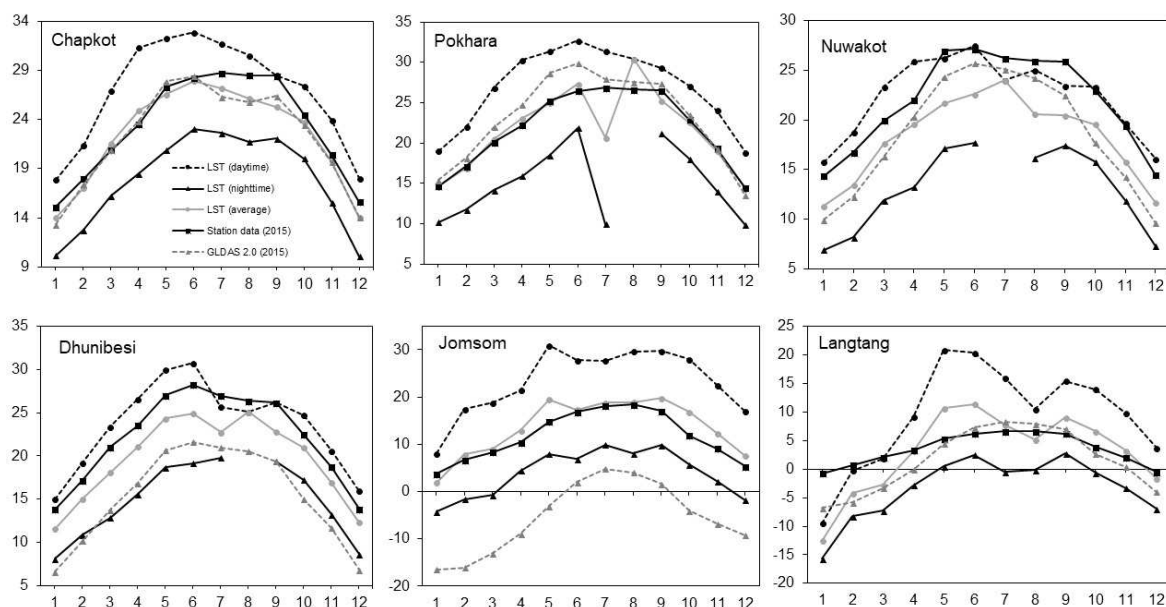 Chapkot
34
29
24
19
14
9
LST (daytime)
LST (nighttime)
LST (average)
Station data (2015)
GLDAS 2.0 (2015)
1 2 3 4 5 6 7 8 9 10 11 12
Pokhara
35
30
25
20
15
10
5
1 2 3 4 5 6 7 8 9 10 11 12
Nuwakot
30
25
20
15
10
5
1 2 3 4 5 6 7 8 9 10 11 12
Dhunibesi
35
30
25
20
15
10
5
1 2 3 4 5 6 7 8 9 10 11 12
Jomsom
30
20
10
0
-10
-20
1 2 3 4 5 6 7 8 9 10 11 12
Langtang
25
20
15
10
5
0
-5
-10
-15
-20
1 2 3 4 5 6 7 8 9 10 11 12